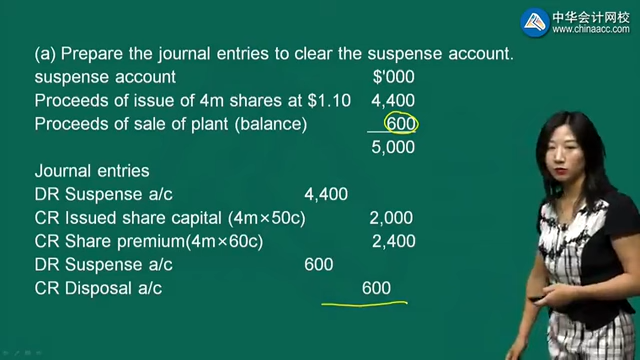 中华会计网校
www.chinaacc.com
(a) Prepare the journal entries to clear the suspense account.
suspense account $'000
Proceeds of issue of 4m shares at $1.10 4,400
Proceeds of sale of plant (balance) 600
5,000
Journal entries
DR Suspense a/c 4,400
CR Issued share capital (4m×50c) 2,000
CR Share premium(4m×60c) 2,400
DR Suspense a/c 600
CR Disposal a/c 600